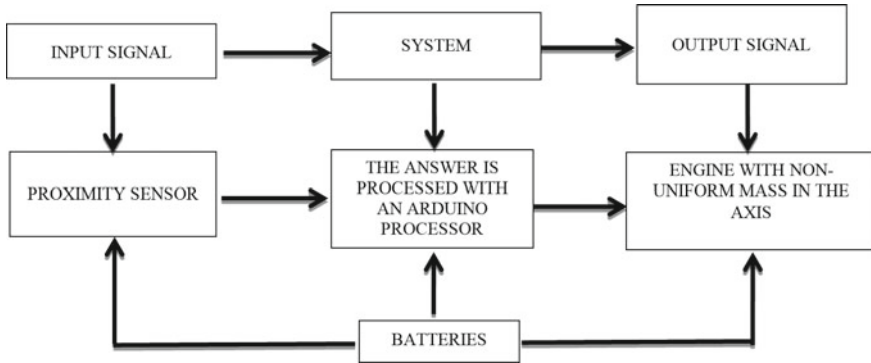 INPUT SIGNAL
SYSTEM
OUTPUT SIGNAL
PROXIMITY SENSOR
THE ANSWER IS
PROCESSED WITH
AN ARDUINO
PROCESSOR
ENGINE WITH NON-
UNIFORM MASS IN THE
AXIS
BATTERIES